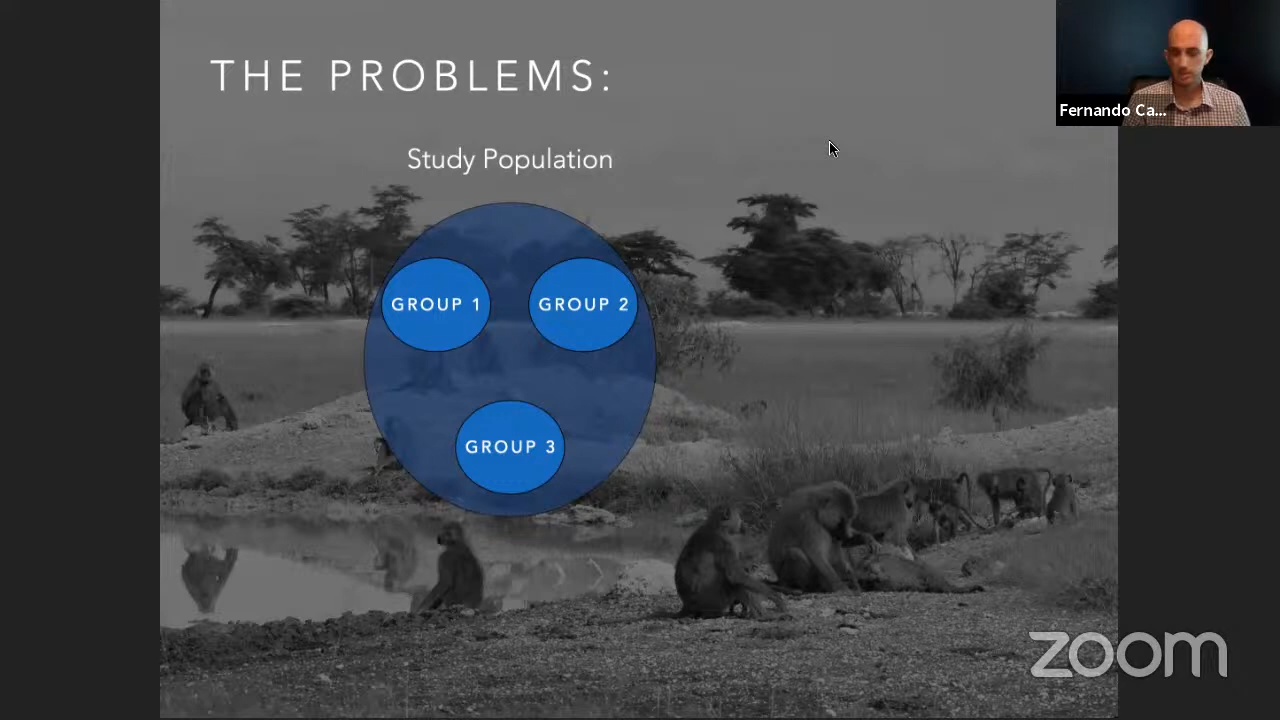 THE PROBLEMS:
Fernando Ca...
Study Population
GROUP 1
GROUP 2
GROUP 3
zoom